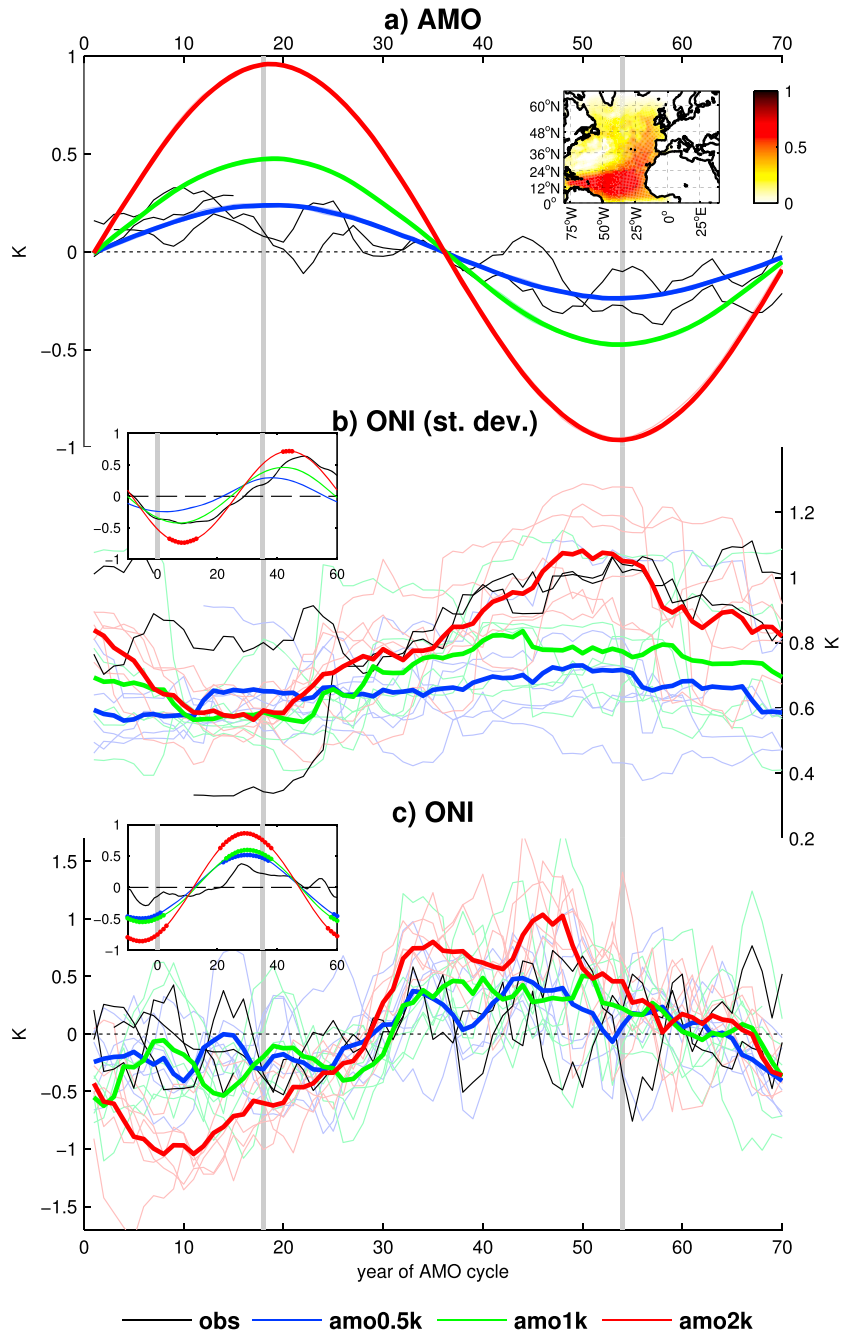 a) AMO
0 10 20 30 40 50 60 70
1
0.5
0
−0.5
−1
K
60°N
48°N
36°N
24°N
12°N
0°
75°W 50°W 25°W 0° 25°E
1
0.5
0
b) ONI (st. dev.)
1
0.5
0
−0.5
−1
0 20 40 60
1.2
1
0.8
0.6
0.4
0.2
K
c) ONI
1
0.5
0
−0.5
−1
0 20 40 60
1.5
1
0.5
0
−0.5
−1
−1.5
K
0 10 20 30 40 50 60 70
year of AMO cycle
obs amo0.5k amo1k amo2k